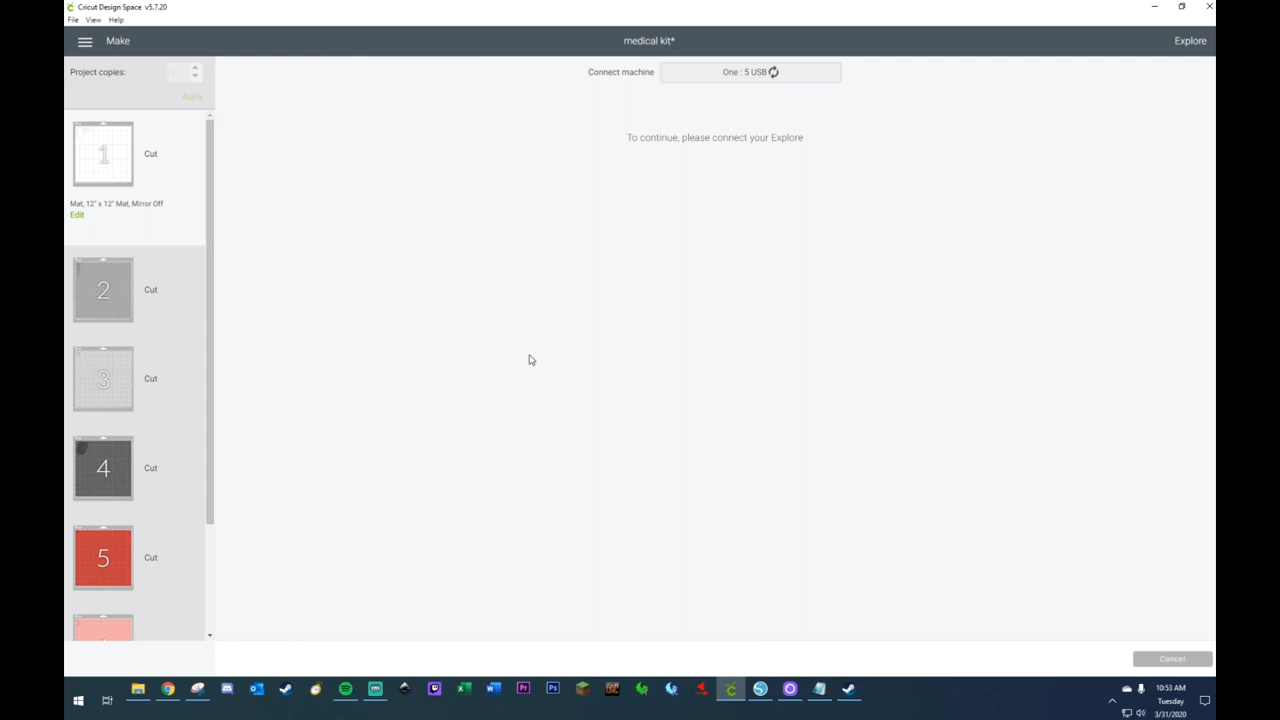 Cricut Design Space v5.7.20
File View Help
Make
medical kit*
Explore
Project copies:
1
Apply
Connect machine
One : 5 USB
To continue, please connect your Explore
1
Cut
Mat, 12" x 12" Mat, Mirror Off
Edit
2
Cut
3
Cut
4
Cut
5
Cut
Cancel
10:53 AM
Tuesday
3/31/2020